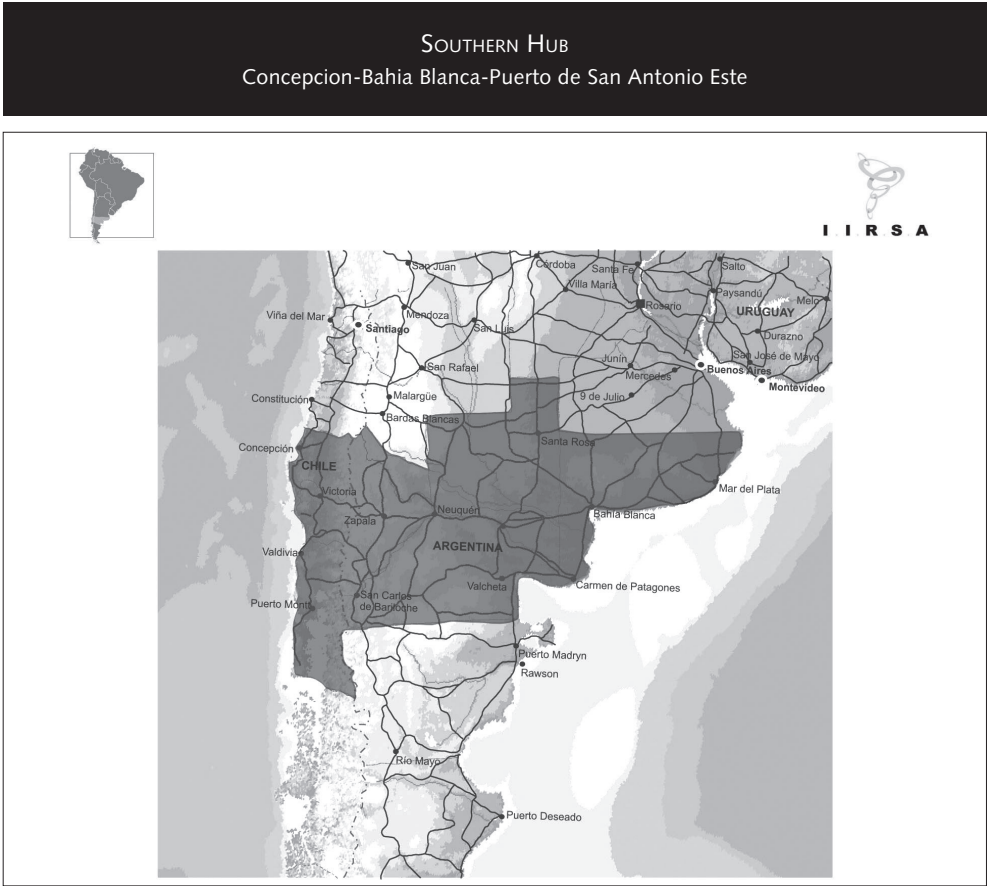 Southern Hub
Concepcion-Bahia Blanca-Puerto de San Antonio Este
I.I.R.S.A
San Juan
Córdoba
Santa Fe
Salto
Villa María
Paysandú
Melo
Viña del Mar
Mendoza
Rosario
URUGUAY
Santiago
San Luis
Durazno
Junín
San José de Mayo
San Rafael
Mercedes
Buenos Aires
Montevideo
Constitución
Malargüe
9 de Julio
Bardas Blancas
Concepción
Santa Rosa
CHILE
Victoria
Mar del Plata
Zapala
Neuquén
Bahía Blanca
Valdivia
ARGENTINA
Valcheta
Carmen de Patagones
Puerto Montt
San Carlos
de Bariloche
Puerto Madryn
Rawson
Río Mayo
Puerto Deseado